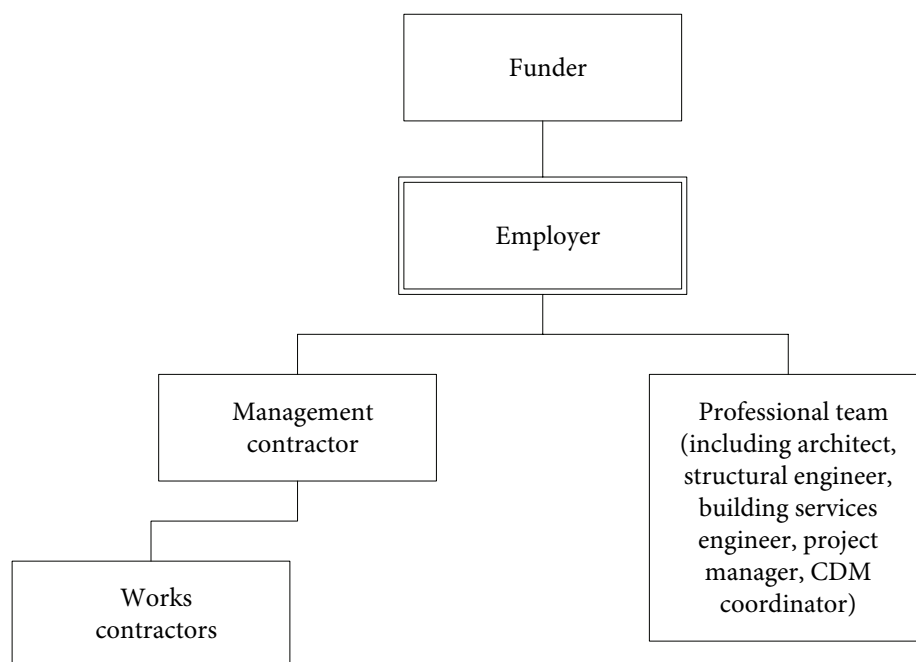 Funder
Employer
Management
contractor
Professional team
(including architect,
structural engineer,
building services
engineer, project
manager, CDM
coordinator)
Works
contractors